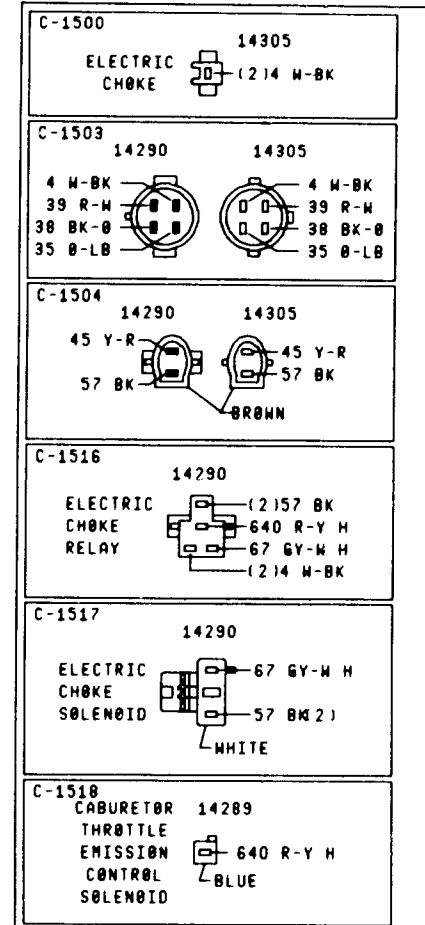 C-1500
14305
ELECTRIC
CHOKE
(2)4 W-BK
C-1503
14290 14305
4 W-BK 4 W-BK
39 R-W 39 R-W
38 BK-O 38 BK-O
35 O-LB 35 O-LB
C-1504
14290 14305
45 Y-R 45 Y-R
57 BK 57 BK
BROWN
C-1516
14290
ELECTRIC (2)57 BK
CHOKE 640 R-Y H
RELAY 67 GY-W H
(2)4 W-BK
C-1517
14290
ELECTRIC 67 GY-W H
CHOKE
SOLENOID 57 BK(2)
WHITE
C-1518
CABURETOR 14289
THROTTLE
EMISSION 640 R-Y H
CONTROL BLUE
SOLENOID